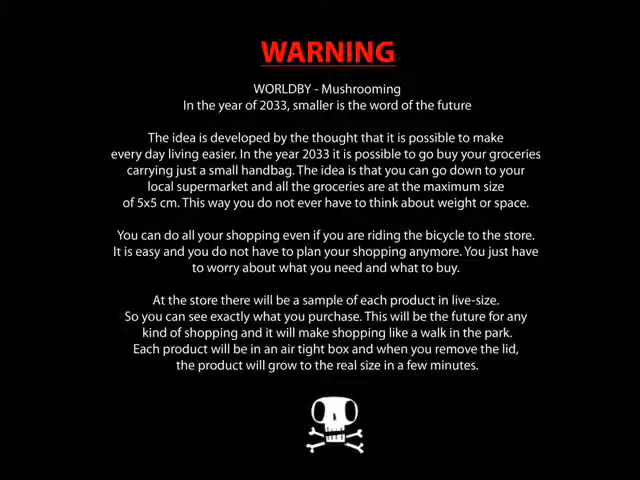 WARNING
WORLDBY - Mushrooming
In the year of 2033, smaller is the word of the future
The idea is developed by the thought that it is possible to make
every day living easier. In the year 2033 it is possible to go buy your groceries
carrying just a small handbag. The idea is that you can go down to your
local supermarket and all the groceries are at the maximum size
of 5x5 cm. This way you do not ever have to think about weight or space.
You can do all your shopping even if you are riding the bicycle to the store.
It is easy and you do not have to plan your shopping anymore. You just have
to worry about what you need and what to buy.
At the store there will be a sample of each product in live-size.
So you can see exactly what you purchase. This will be the future for any
kind of shopping and it will make shopping like a walk in the park.
Each product will be in an air tight box and when you remove the lid,
the product will grow to the real size in a few minutes.